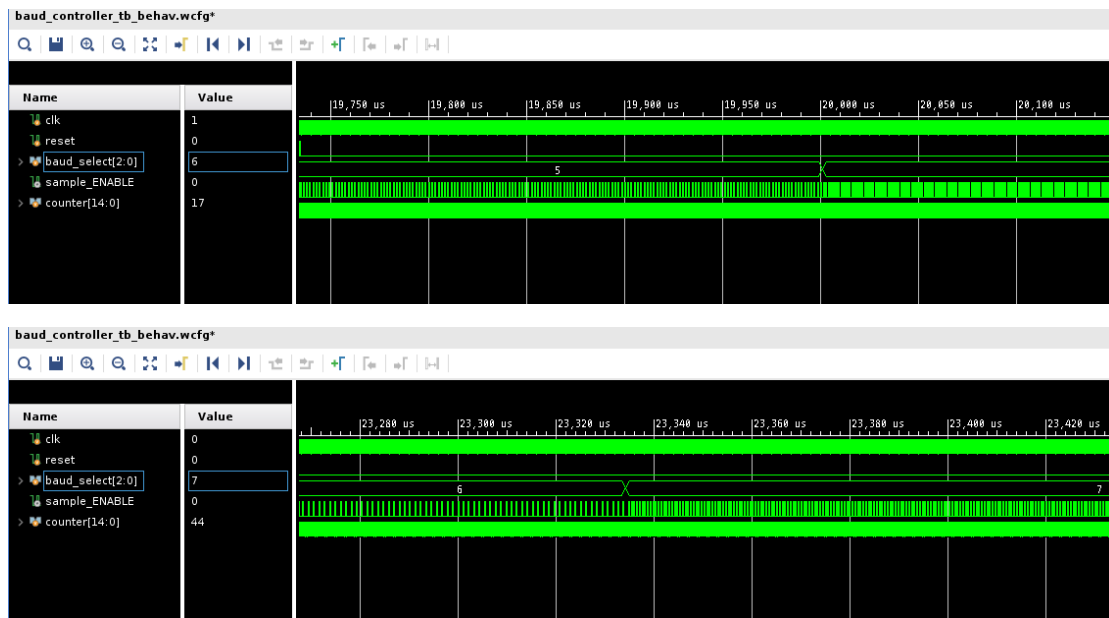 baud_controller_tb_behav.wcfg*
Name Value
19,750 us 19,800 us 19,850 us 19,900 us 19,950 us 20,000 us 20,050 us 20,100 us
clk 1
reset 0
baud_select[2:0] 6 5
sample_ENABLE 0
counter[14:0] 17
baud_controller_tb_behav.wcfg*
Name Value
23,280 us 23,300 us 23,320 us 23,340 us 23,360 us 23,380 us 23,400 us 23,420 us
clk 0
reset 0
baud_select[2:0] 7 6 7
sample_ENABLE 0
counter[14:0] 44